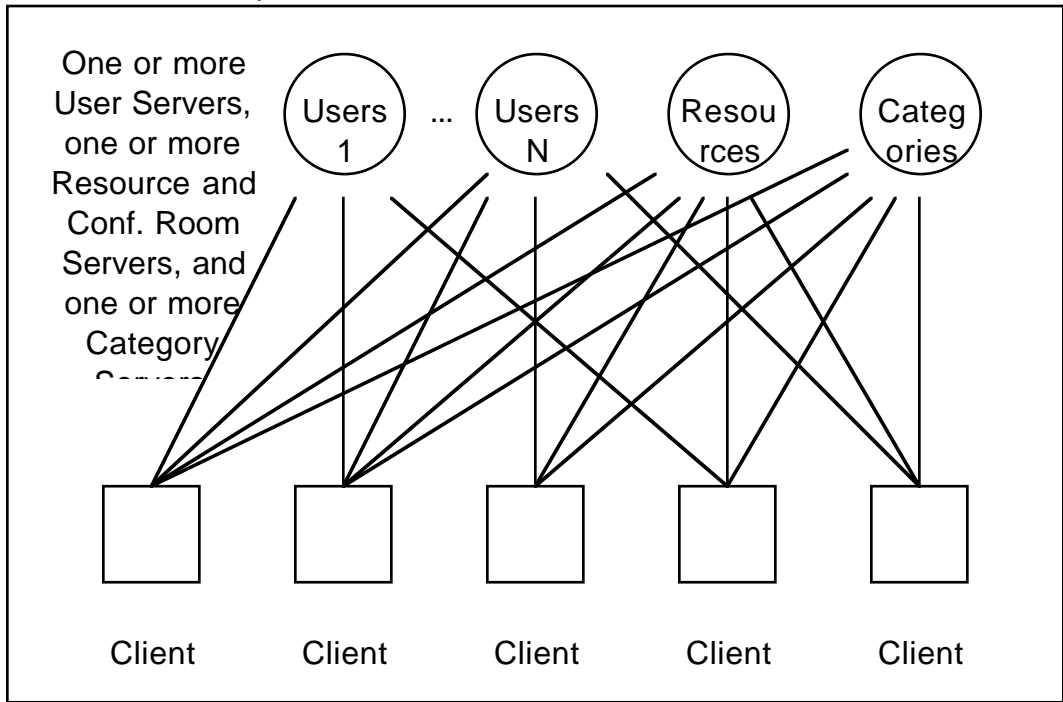 One or more
User Servers,
one or more
Resource and
Conf. Room
Servers, and
one or more
Category
Servers
Users
1
...
Users
N
Resou
rces
Categ
ories
Client
Client
Client
Client
Client